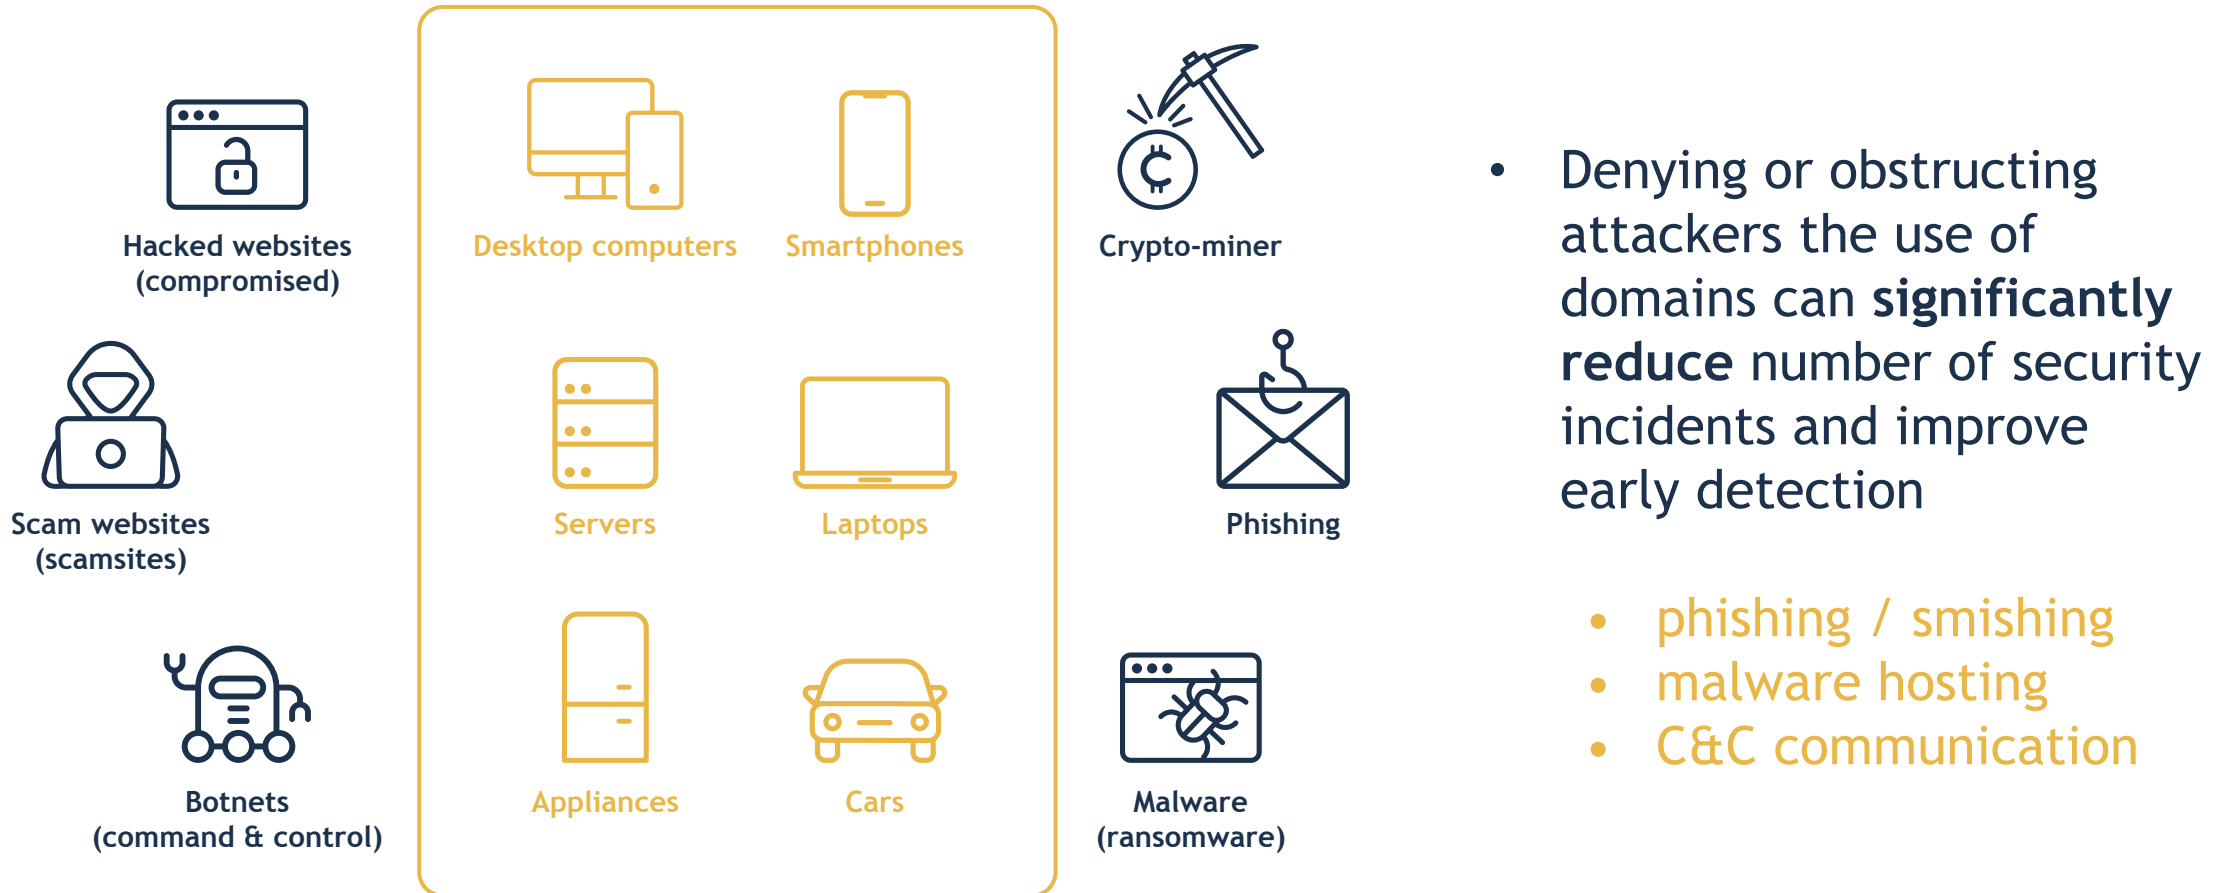 Hacked websites
(compromised)
Scam websites
(scamsites)
Botnets
(command & control)
Desktop computers
Smartphones
Servers
Laptops
Appliances
Cars
Crypto-miner
Phishing
Malware
(ransomware)
• Denying or obstructing
attackers the use of
domains can significantly
reduce number of security
incidents and improve
early detection
• phishing / smishing
• malware hosting
• C&C communication